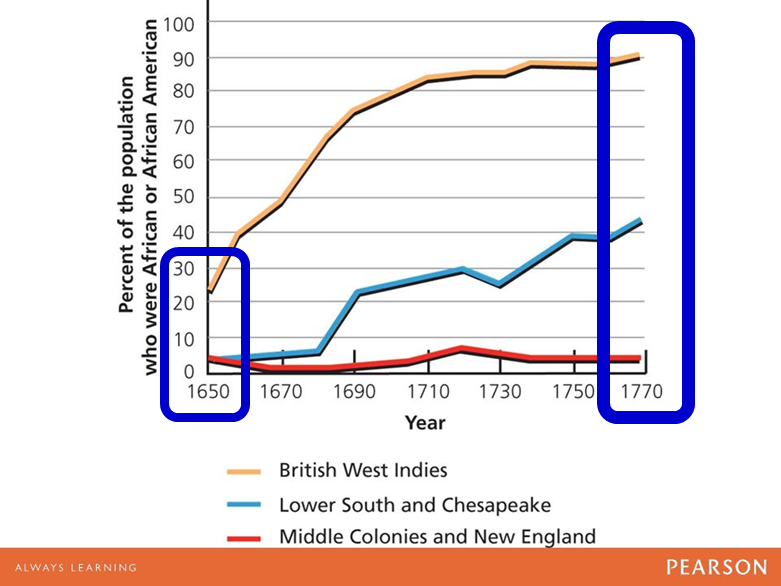 Percent of the population
who were African or African American
100
90
80
70
60
50
40
30
20
10
0
1650 1670 1690 1710 1730 1750 1770
Year
British West Indies
Lower South and Chesapeake
Middle Colonies and New England
ALWAYS LEARNING PEARSON